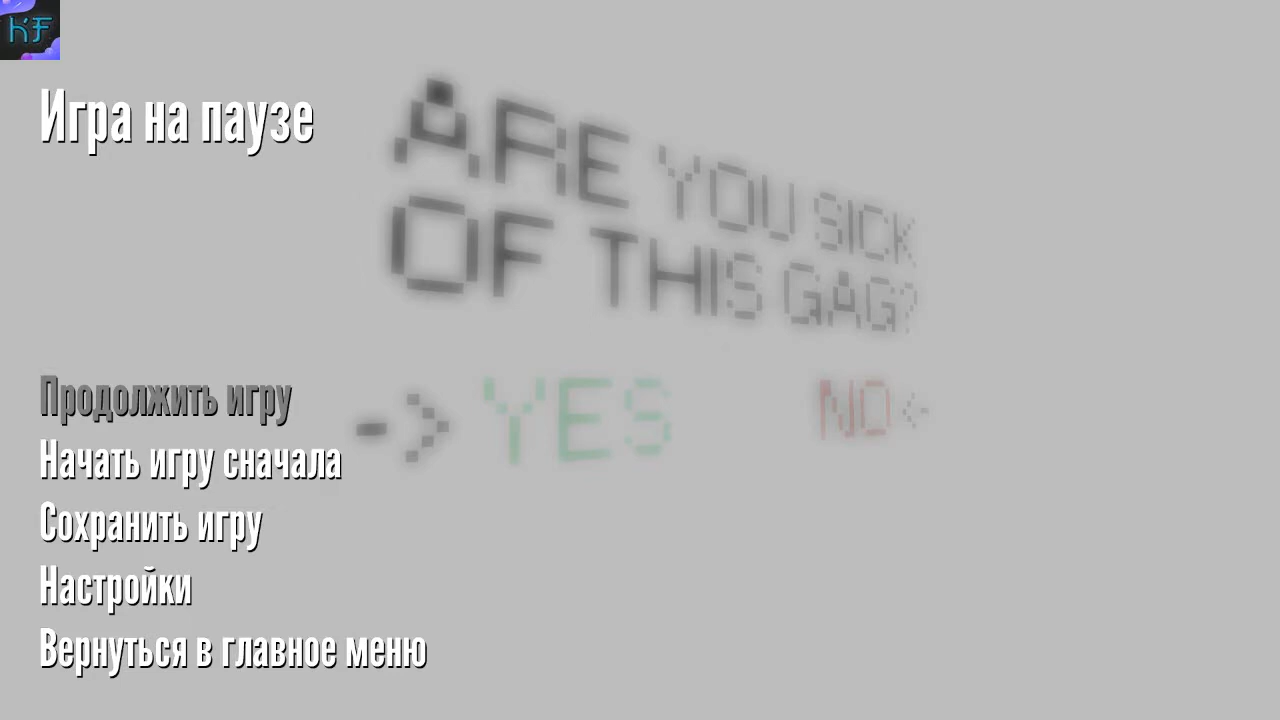 KF
Игра на паузе
ARE YOU SICK
OF THIS GAG?
-> YES NO <-
Продолжить игру
Начать игру сначала
Сохранить игру
Настройки
Вернуться в главное меню